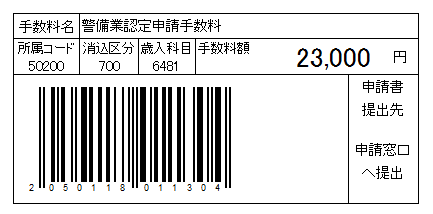 手数料名 警備業認定申請手数料
所属コード 消込区分 歳入科目 手数料額 23,000 円
50200 700 6481
申請書
提出先
申請窓口
へ提出
2050118011304